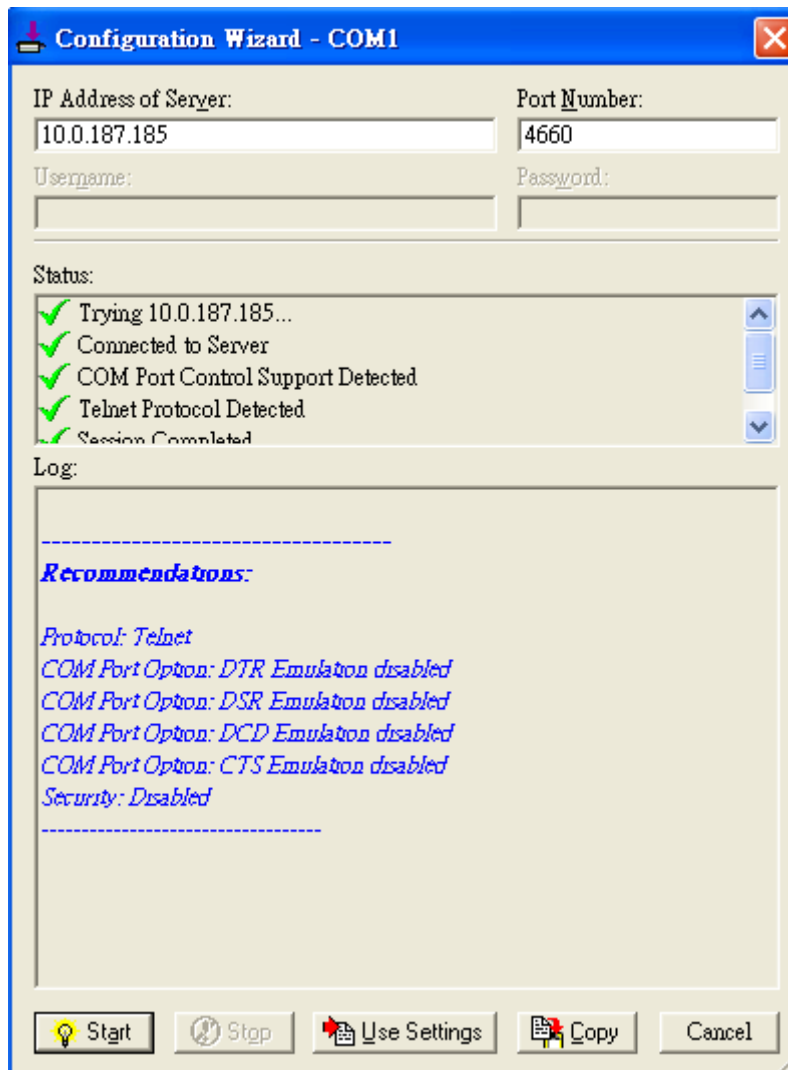 Configuration Wizard - COM1
IP Address of Server: Port Number:
10.0.187.185 4660
Username: Password:
Status:
Trying 10.0.187.185...
Connected to Server
COM Port Control Support Detected
Telnet Protocol Detected
Session Completed
Log:
-----------------------------------
Recommendations:
Protocol: Telnet
COM Port Option: DTR Emulation disabled
COM Port Option: DSR Emulation disabled
COM Port Option: DCD Emulation disabled
COM Port Option: CTS Emulation disabled
Security: Disabled
-----------------------------------
Start Stop Use Settings Copy Cancel